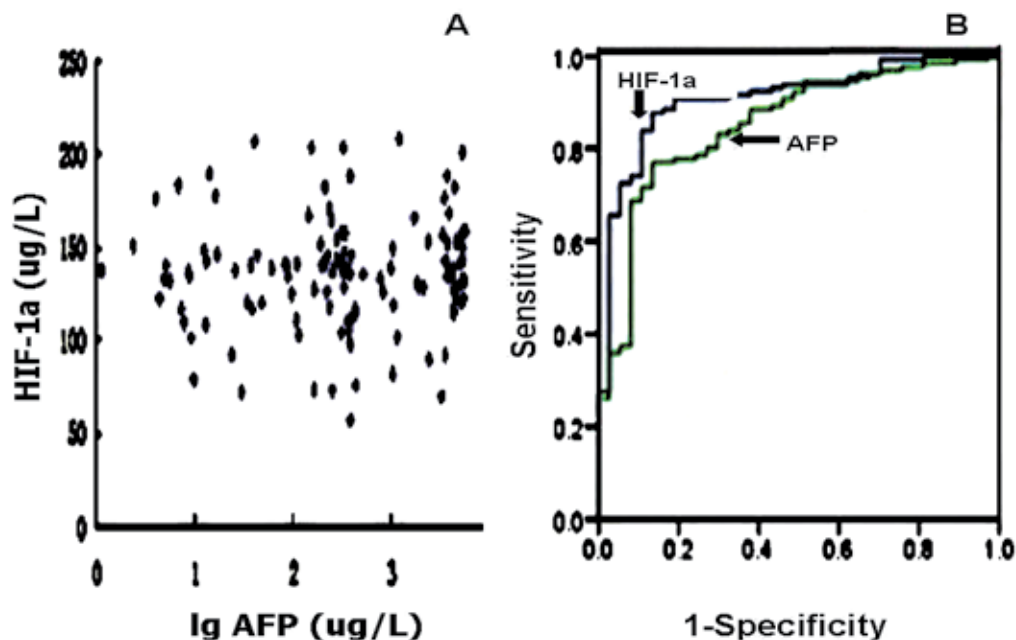 A
250
200
150
100
50
0
0 1 2 3
HIF-1a (ug/L)
lg AFP (ug/L)
B
1.0
0.8
0.6
0.4
0.2
0.0
0.0 0.2 0.4 0.6 0.8 1.0
Sensitivity
1-Specificity
HIF-1a
AFP